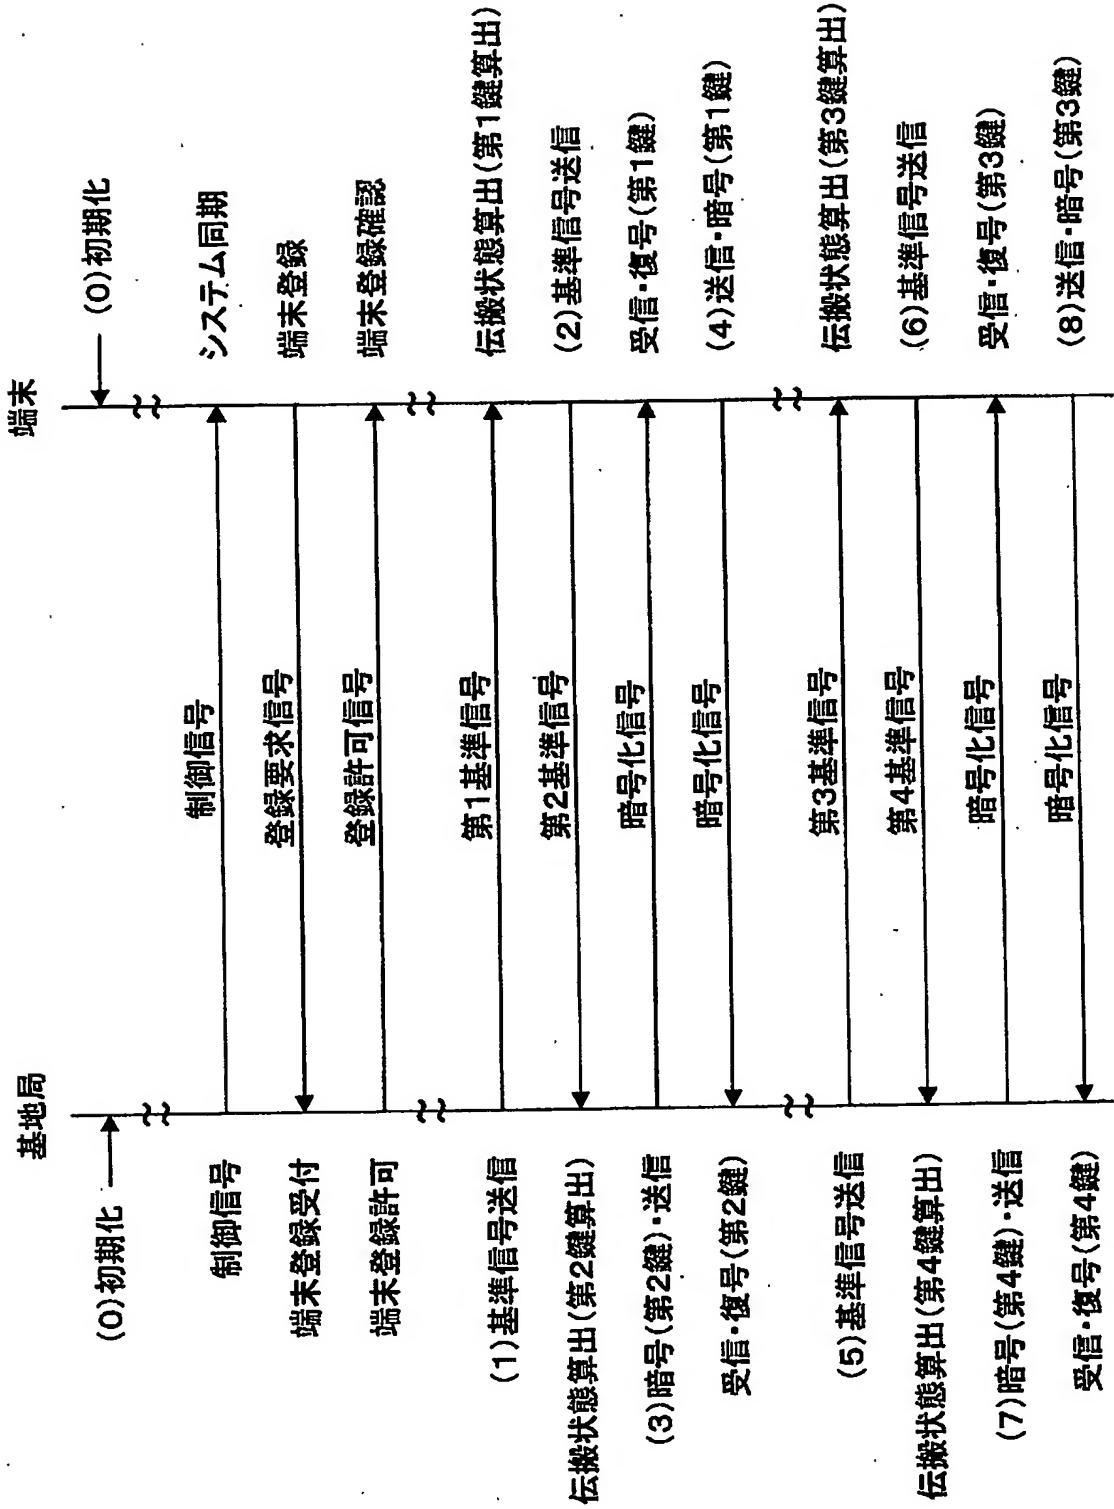 基地局
端末
(0)初期化
(0)初期化
制御信号
制御信号
システム同期
端末登録受付
登録要求信号
端末登録
端末登録許可
登録許可信号
端末登録確認
(1)基準信号送信
第1基準信号
伝搬状態算出(第1鍵算出)
伝搬状態算出(第2鍵算出)
第2基準信号
(2)基準信号送信
(3)暗号(第2鍵)・送信
暗号化信号
受信・復号(第1鍵)
受信・復号(第2鍵)
暗号化信号
(4)送信・暗号(第1鍵)
(5)基準信号送信
第3基準信号
伝搬状態算出(第3鍵算出)
伝搬状態算出(第4鍵算出)
第4基準信号
(6)基準信号送信
(7)暗号(第4鍵)・送信
暗号化信号
受信・復号(第3鍵)
受信・復号(第4鍵)
暗号化信号
(8)送信・暗号(第3鍵)